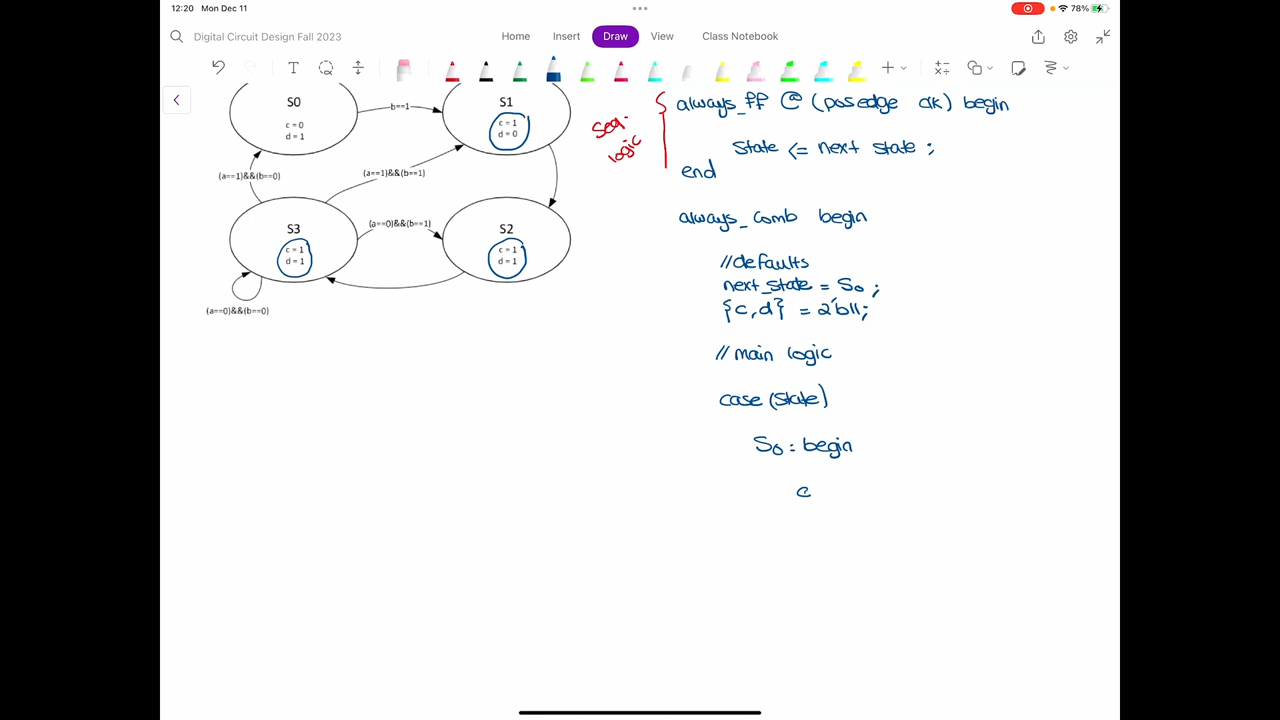 12:20 Mon Dec 11
78%
Digital Circuit Design Fall 2023
Home Insert Draw View Class Notebook
S0
c = 0
d = 1
b==1
S1
c = 1
d = 0
(a==1)&&(b==0)
(a==1)&&(b==1)
S3
c = 1
d = 1
(a==0)&&(b==1)
S2
c = 1
d = 1
(a==0)&&(b==0)
Seq.
logic
always_ff @ (posedge clk) begin
State <= next state ;
end
always_comb begin
//defaults
next_state = S0 ;
{c,d} = 2'b11;
// main logic
case (state)
S0 : begin
c